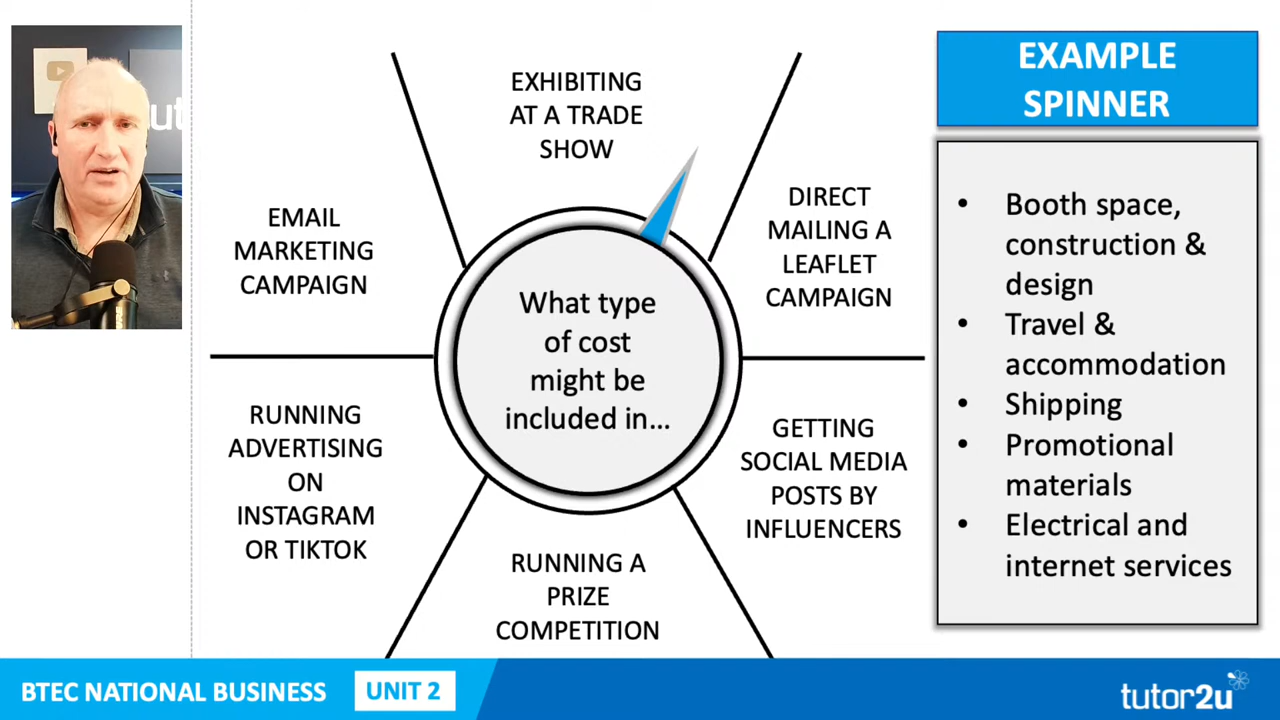 EXHIBITING
AT A TRADE
SHOW
EMAIL
MARKETING
CAMPAIGN
DIRECT
MAILING A
LEAFLET
CAMPAIGN
What type
of cost
might be
included in...
RUNNING
ADVERTISING
ON
INSTAGRAM
OR TIKTOK
GETTING
SOCIAL MEDIA
POSTS BY
INFLUENCERS
RUNNING A
PRIZE
COMPETITION
EXAMPLE
SPINNER
• Booth space,
construction &
design
• Travel &
accommodation
• Shipping
• Promotional
materials
• Electrical and
internet services
BTEC NATIONAL BUSINESS
UNIT 2
tutor2u